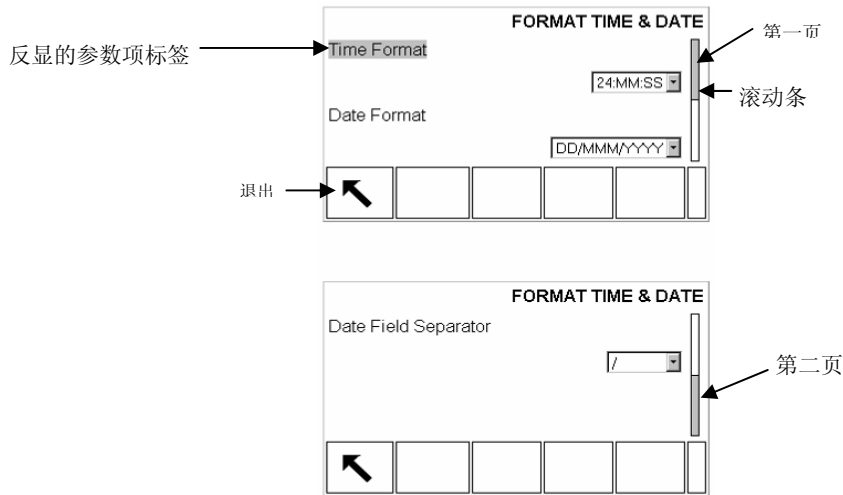 FORMAT TIME & DATE
第一页
反显的参数项标签
Time Format
24:MM:SS
滚动条
Date Format
DD/MMM/YYYY
退出
FORMAT TIME & DATE
Date Field Separator
/
第二页